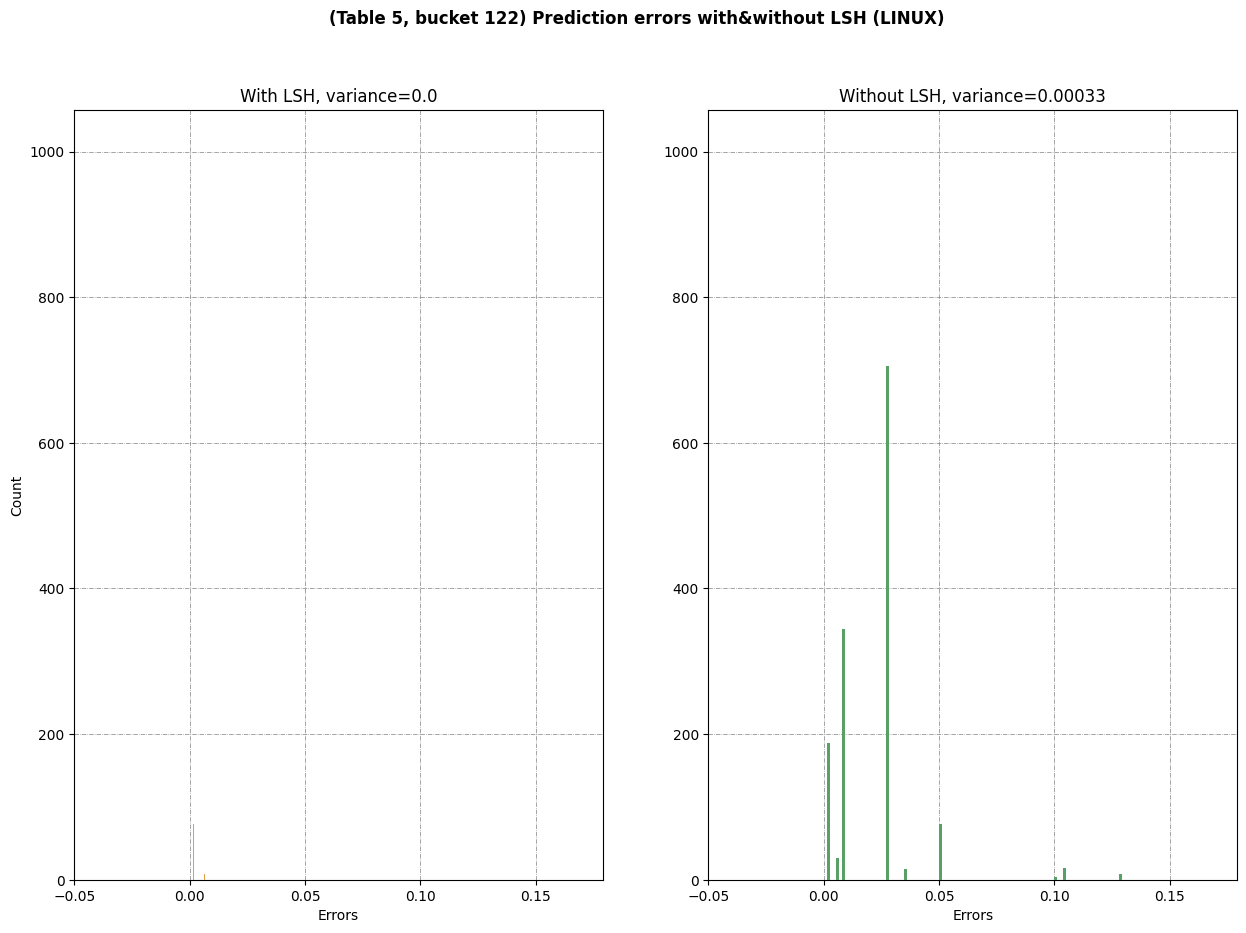 (Table 5, bucket 122) Prediction errors with&without LSH (LINUX)
With LSH, variance=0.0
1000
800
600
400
200
0
Count
−0.05 0.00 0.05 0.10 0.15
Errors
Without LSH, variance=0.00033
1000
800
600
400
200
0
−0.05 0.00 0.05 0.10 0.15
Errors